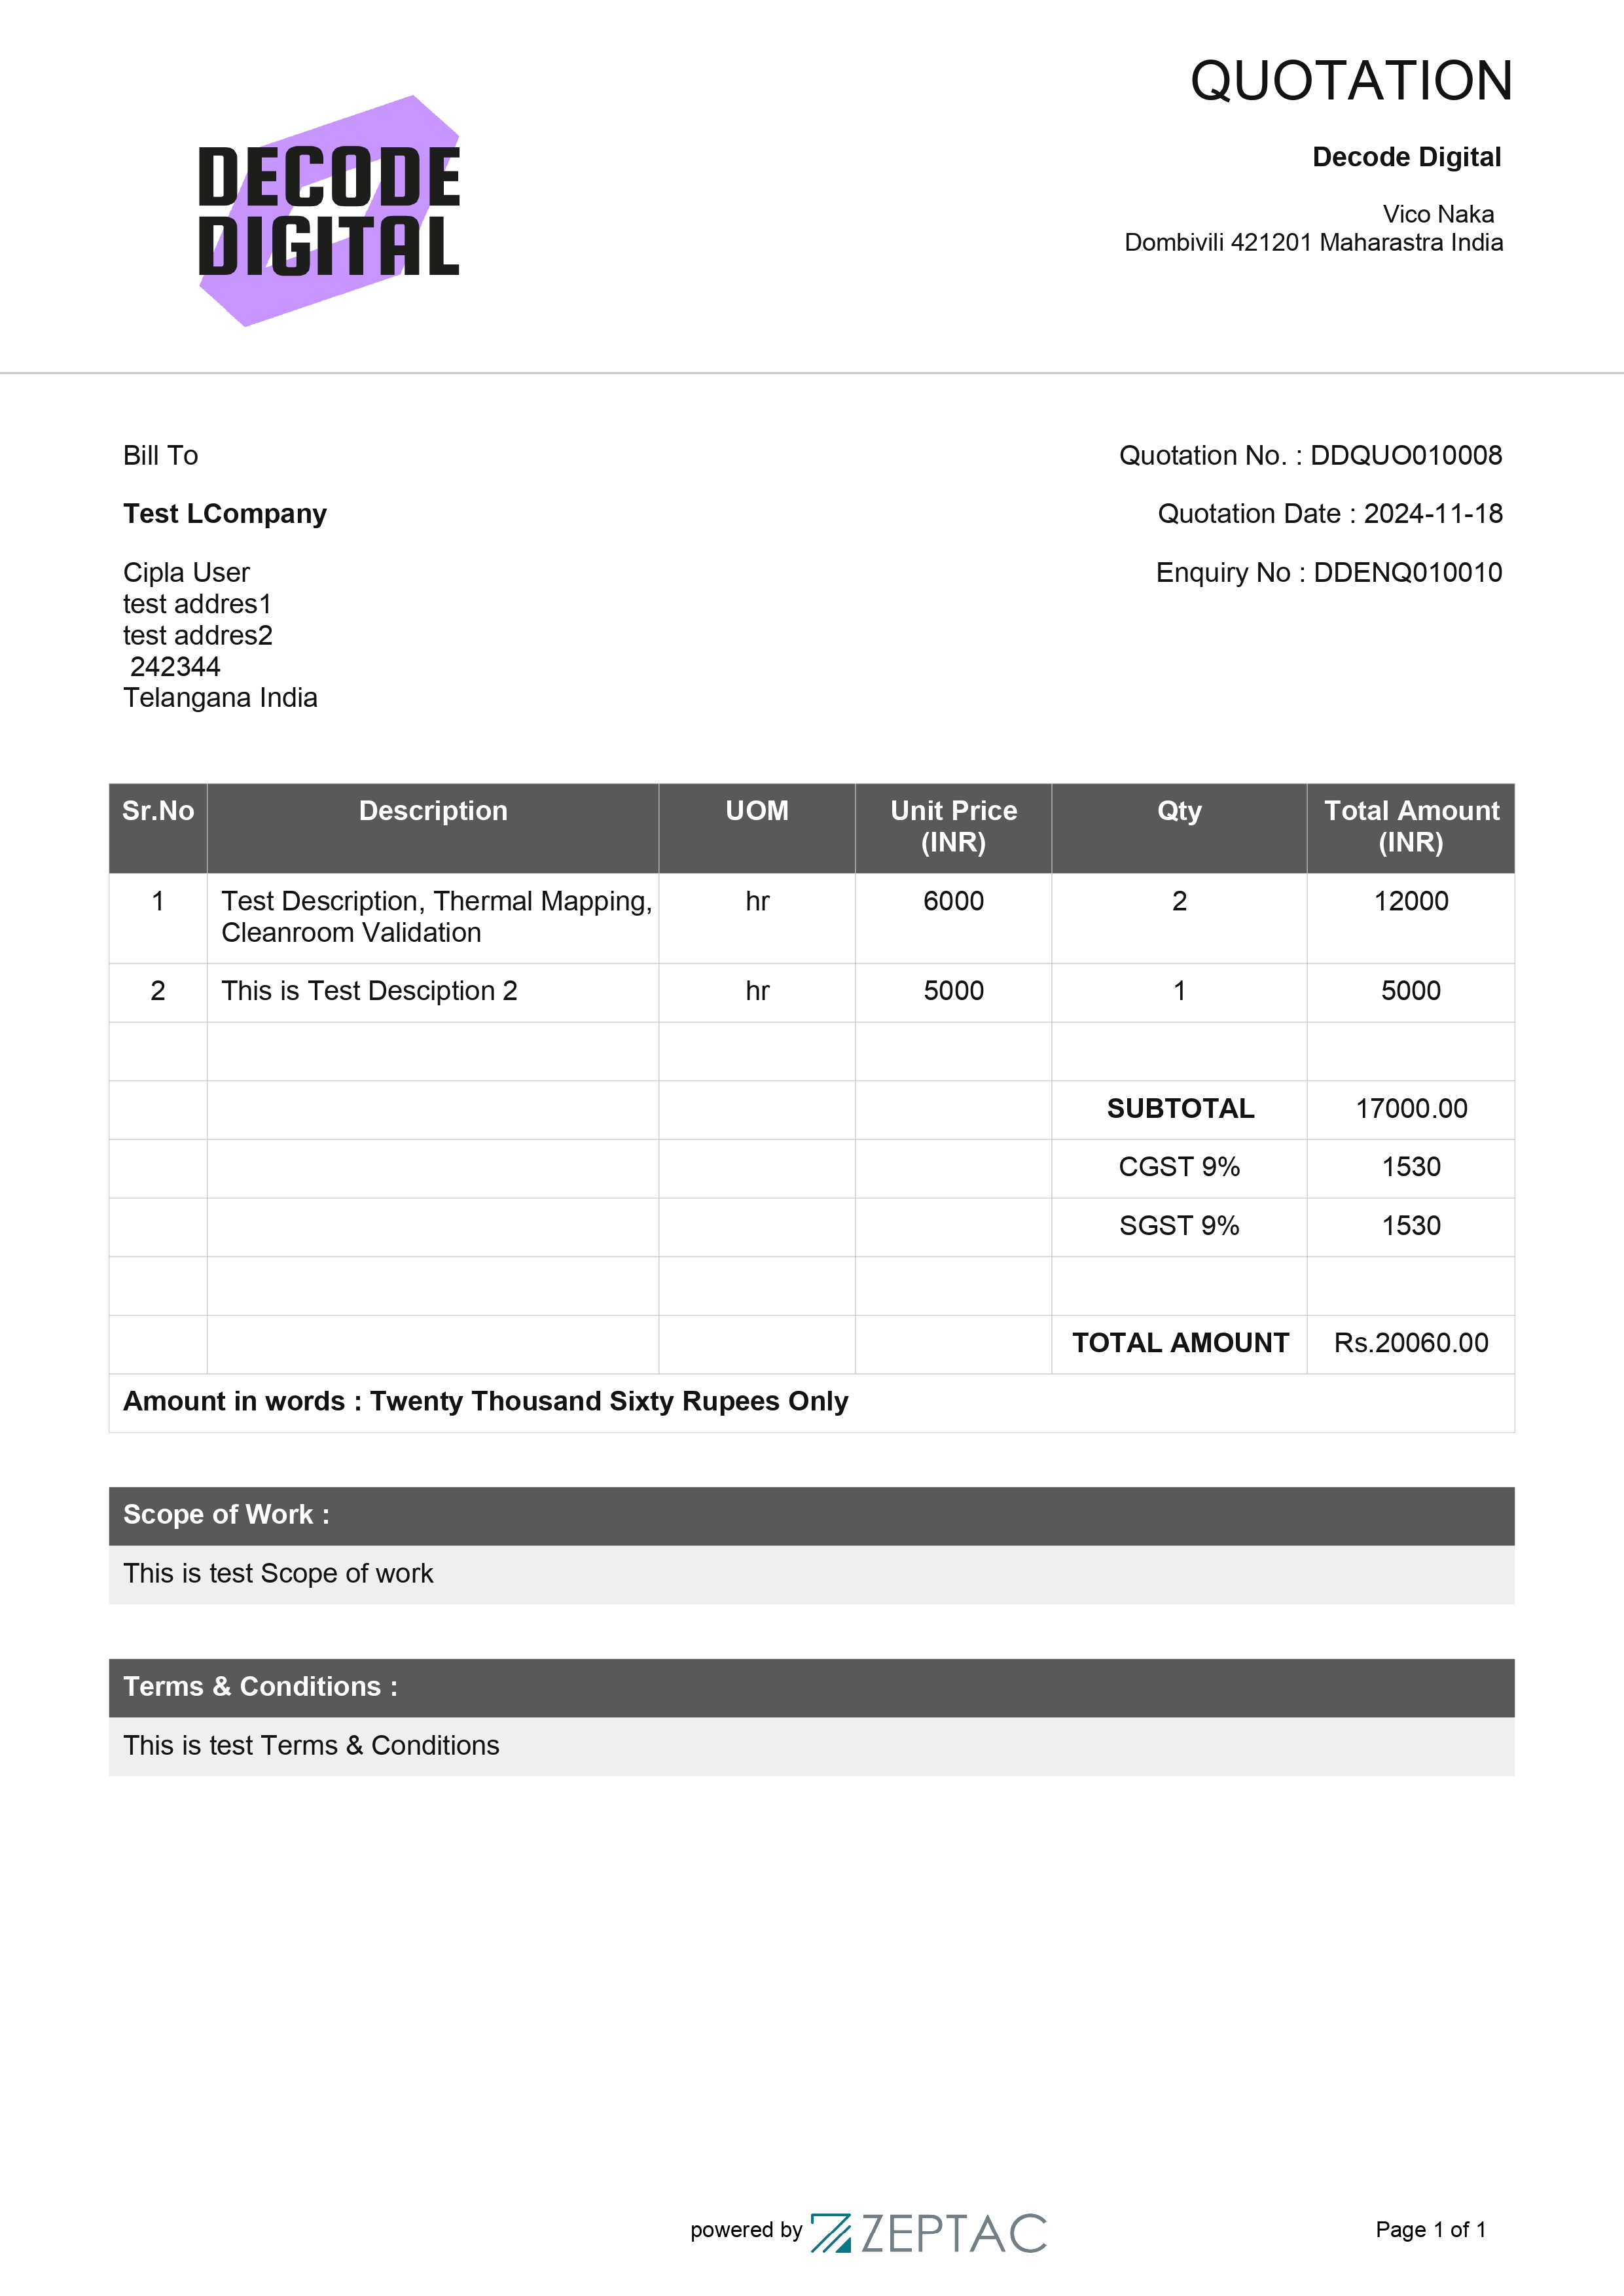 QUOTATION
DECODE
DIGITAL
Decode Digital
Vico Naka
Dombivili 421201 Maharastra India
Bill To
Quotation No. : DDQUO010008
Test LCompany
Quotation Date : 2024-11-18
Cipla User
Enquiry No : DDENQ010010
test addres1
test addres2
242344
Telangana India
Sr.No Description UOM Unit Price (INR) Qty Total Amount (INR)
1 Test Description, Thermal Mapping, hr 6000 2 12000
Cleanroom Validation
2 This is Test Desciption 2 hr 5000 1 5000
SUBTOTAL 17000.00
CGST 9% 1530
SGST 9% 1530
TOTAL AMOUNT Rs.20060.00
Amount in words : Twenty Thousand Sixty Rupees Only
Scope of Work :
This is test Scope of work
Terms & Conditions :
This is test Terms & Conditions
powered by ZEPTAC Page 1 of 1